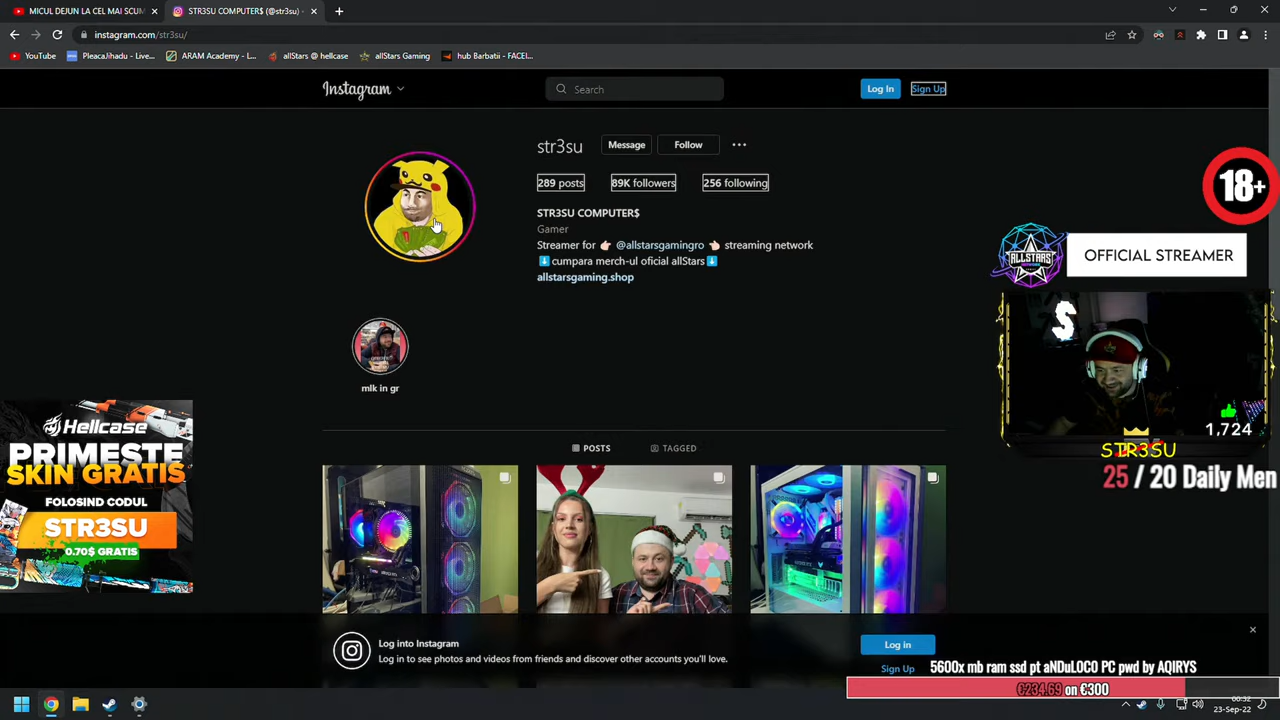 MICUL DEJUN LA CEL MAI SCUM
STR3SU COMPUTER$ (@str3su) ·
instagram.com/str3su/
YouTube
PleacaJihadu - Live...
ARAM Academy - L...
allStars @ hellcase
allStars Gaming
hub Barbatii - FACEI...
Instagram
Search
Log In
Sign Up
str3su
Message
Follow
289 posts
89K followers
256 following
STR3SU COMPUTER$
Gamer
Streamer for 👉🏻 @allstarsgamingro 👈🏻 streaming network
⬇️cumpara merch-ul oficial allStars⬇️
allstarsgaming.shop
18+
ALLSTARS
OFFICIAL STREAMER
S
1,724
STR3SU
25 / 20 Daily Men
mlk in gr
Hellcase
PRIMESTE
SKIN GRATIS
FOLOSIND CODUL
STR3SU
0.70$ GRATIS
POSTS
TAGGED
Log into Instagram
Log in to see photos and videos from friends and discover other accounts you'll love.
Log in
Sign Up
5600x mb ram ssd pt aNDuLOCO PC pwd by AQIRYS
€234.69 on €300
00:52
23-Sep-22